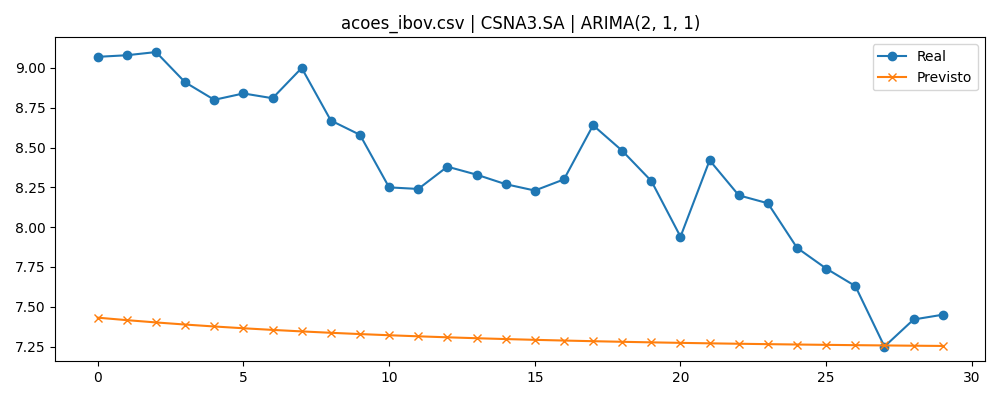 acoes_ibov.csv | CSNA3.SA | ARIMA(2, 1, 1)
Real
Previsto
9.00
8.75
8.50
8.25
8.00
7.75
7.50
7.25
0 5 10 15 20 25 30